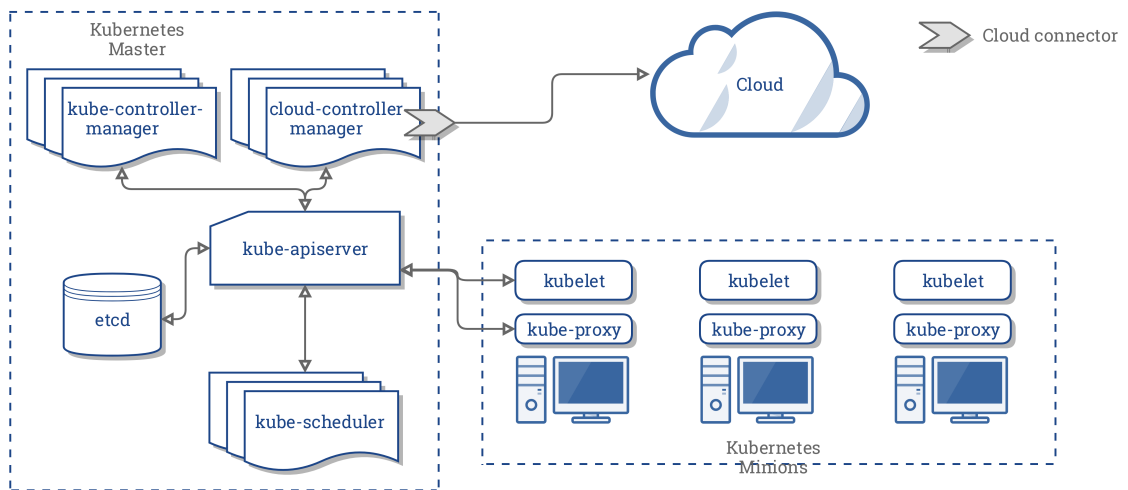 Kubernetes
Master
kube-controller-
manager
cloud-controller
manager
Cloud
Cloud connector
kube-apiserver
etcd
kube-scheduler
kubelet
kubelet
kubelet
kube-proxy
kube-proxy
kube-proxy
Kubernetes
Minions